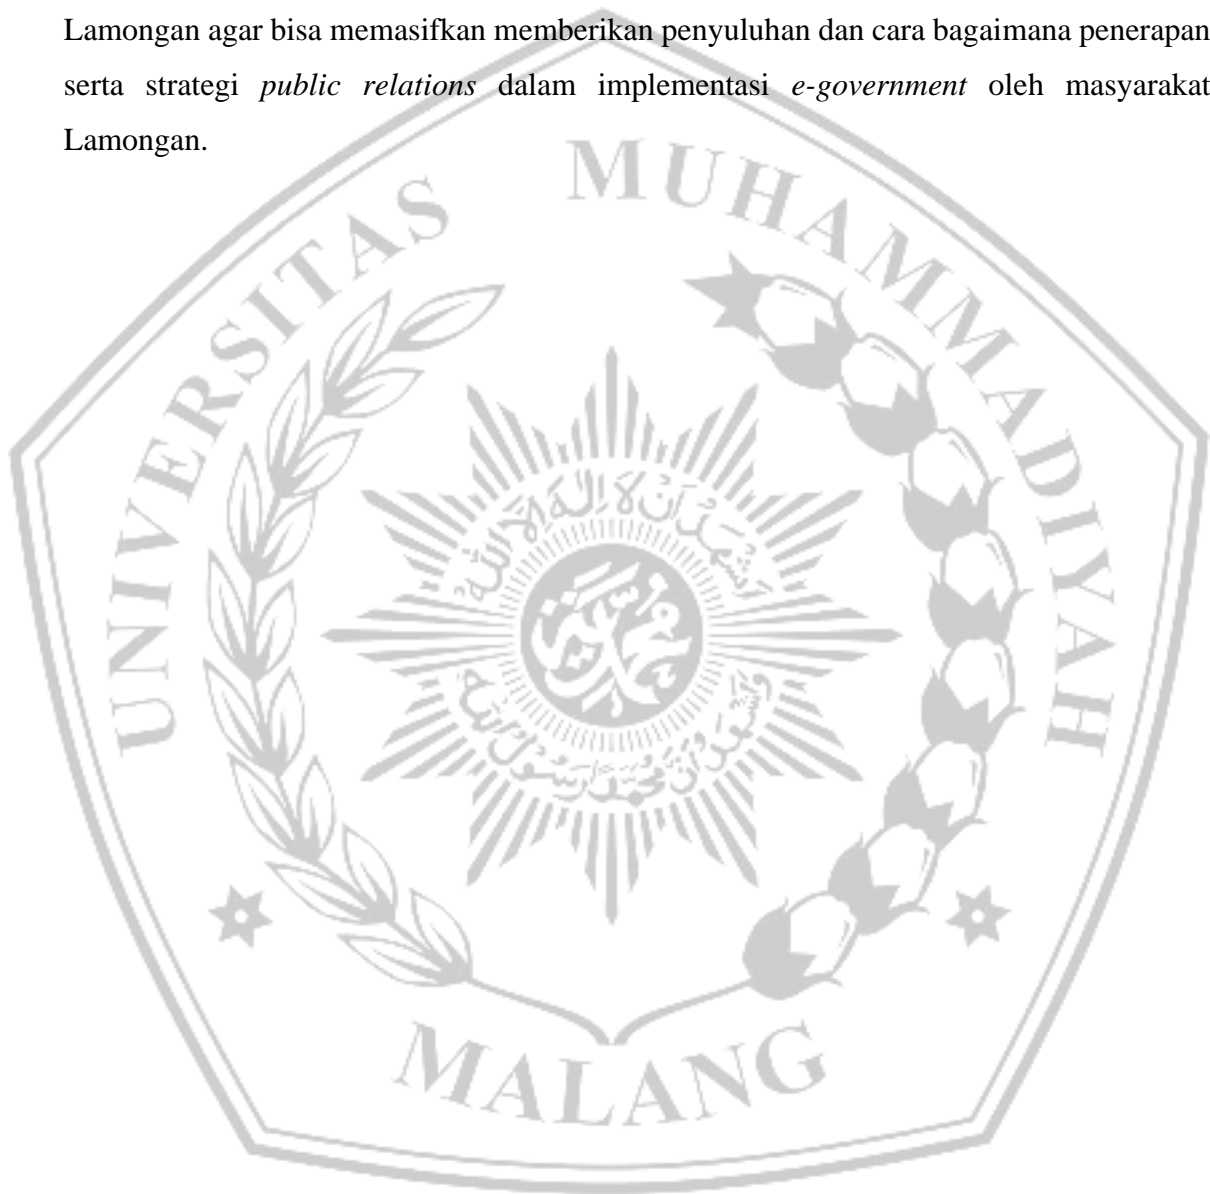 Lamongan agar bisa memasifkan memberikan penyuluhan dan cara bagaimana penerapan
serta strategi public relations dalam implementasi e-government oleh masyarakat
Lamongan.
UNIVERSITAS MUHAMMADIYAH
MALANG